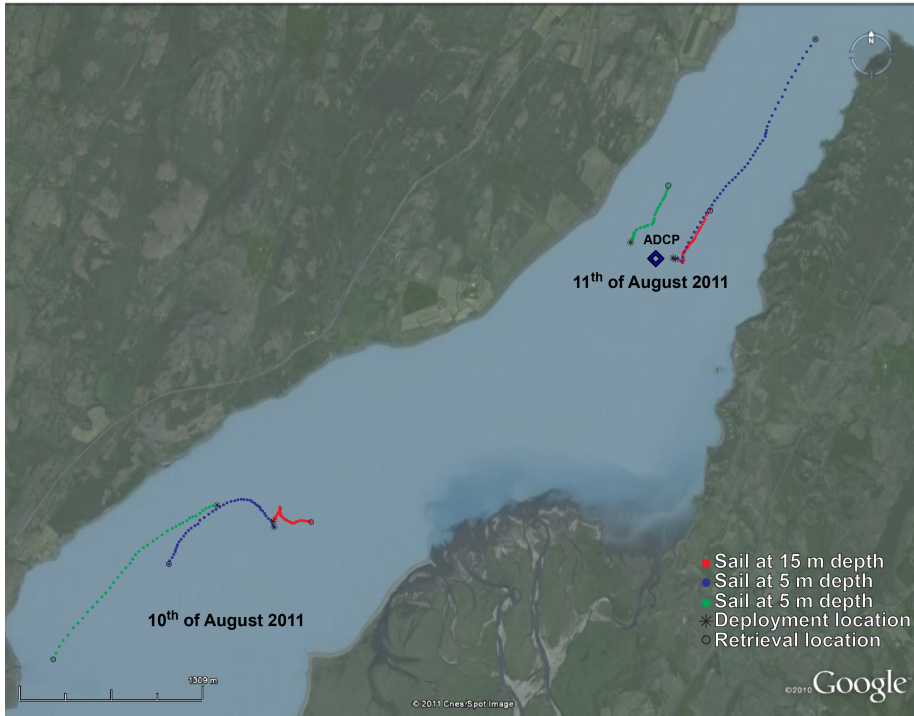 N
ADCP
11th of August 2011
Sail at 15 m depth
Sail at 5 m depth
Sail at 5 m depth
Deployment location
Retrieval location
10th of August 2011
1309 m
© 2011 Cnes/Spot Image
©2010 Google™